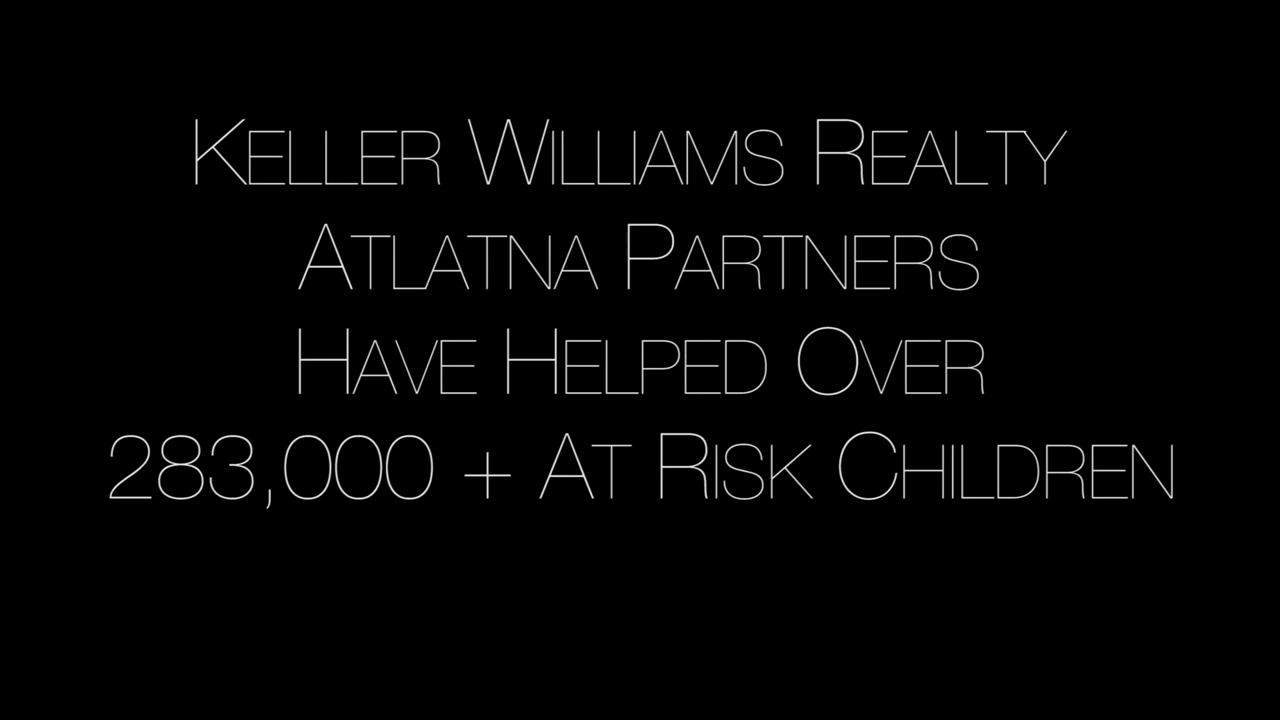 Keller Williams Realty
Atlatna Partners
Have Helped Over
283,000 + At Risk Children